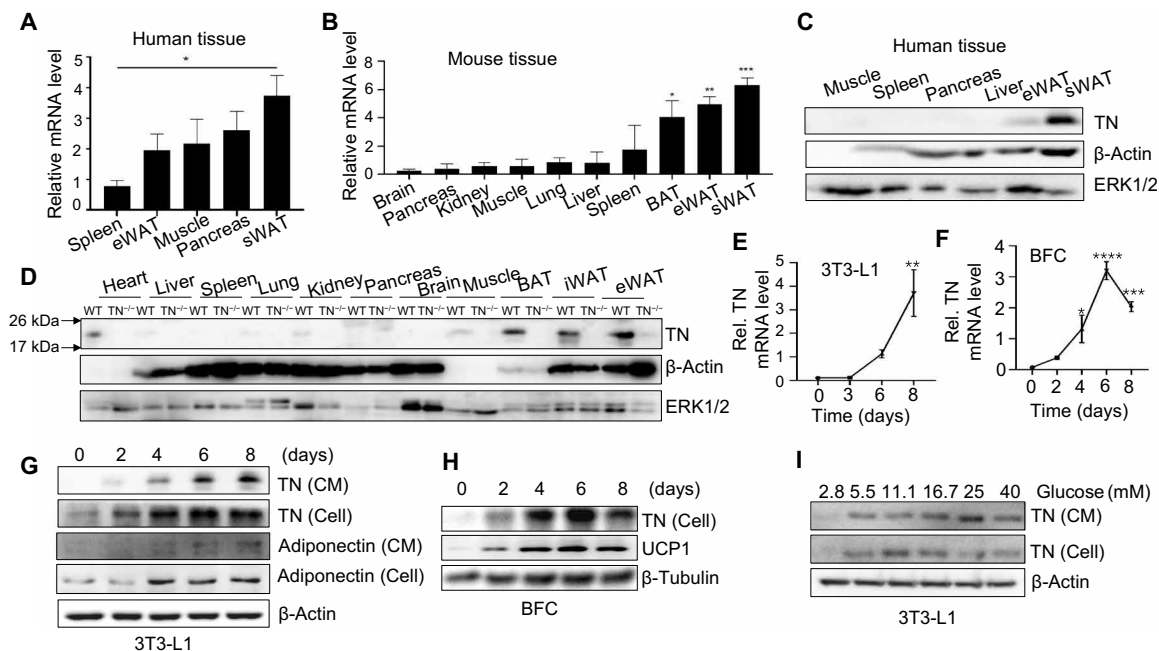 A
Human tissue
Relative mRNA level
5
4
3
2
1
0
*
Spleen
eWAT
Muscle
Pancreas
sWAT
B
Mouse tissue
Relative mRNA level
8
6
4
2
0
* ** ***
Brain
Pancreas
Kidney
Muscle
Lung
Liver
Spleen
BAT
eWAT
sWAT
C
Human tissue
Muscle Spleen Pancreas Liver eWAT sWAT
TN
β-Actin
ERK1/2
D
Heart Liver Spleen Lung Kidney Pancreas Brain Muscle BAT iWAT eWAT
WT TN⁻/⁻ WT TN⁻/⁻ WT TN⁻/⁻ WT TN⁻/⁻ WT TN⁻/⁻ WT TN⁻/⁻ WT TN⁻/⁻ WT TN⁻/⁻ WT TN⁻/⁻ WT TN⁻/⁻ WT TN⁻/⁻
26 kDa
17 kDa
TN
β-Actin
ERK1/2
E
3T3-L1
Rel. TN
mRNA level
5
4
3
2
1
0
**
0 3 6 8
Time (days)
F
BFC
Rel. TN
mRNA level
4
3
2
1
0
* **** ***
0 2 4 6 8
Time (days)
G
0 2 4 6 8 (days)
TN (CM)
TN (Cell)
Adiponectin (CM)
Adiponectin (Cell)
β-Actin
3T3-L1
H
0 2 4 6 8 (days)
TN (Cell)
UCP1
β-Tubulin
BFC
I
2.8 5.5 11.1 16.7 25 40 Glucose (mM)
TN (CM)
TN (Cell)
β-Actin
3T3-L1